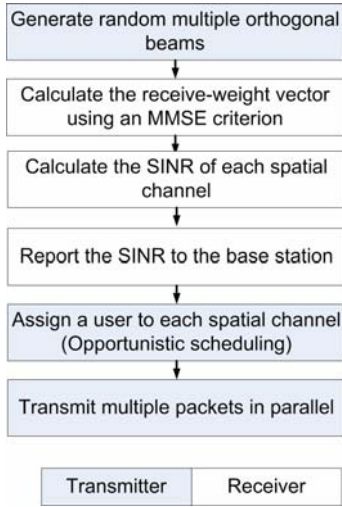 Generate random multiple orthogonal
beams
Calculate the receive-weight vector
using an MMSE criterion
Calculate the SINR of each spatial
channel
Report the SINR to the base station
Assign a user to each spatial channel
(Opportunistic scheduling)
Transmit multiple packets in parallel
Transmitter
Receiver